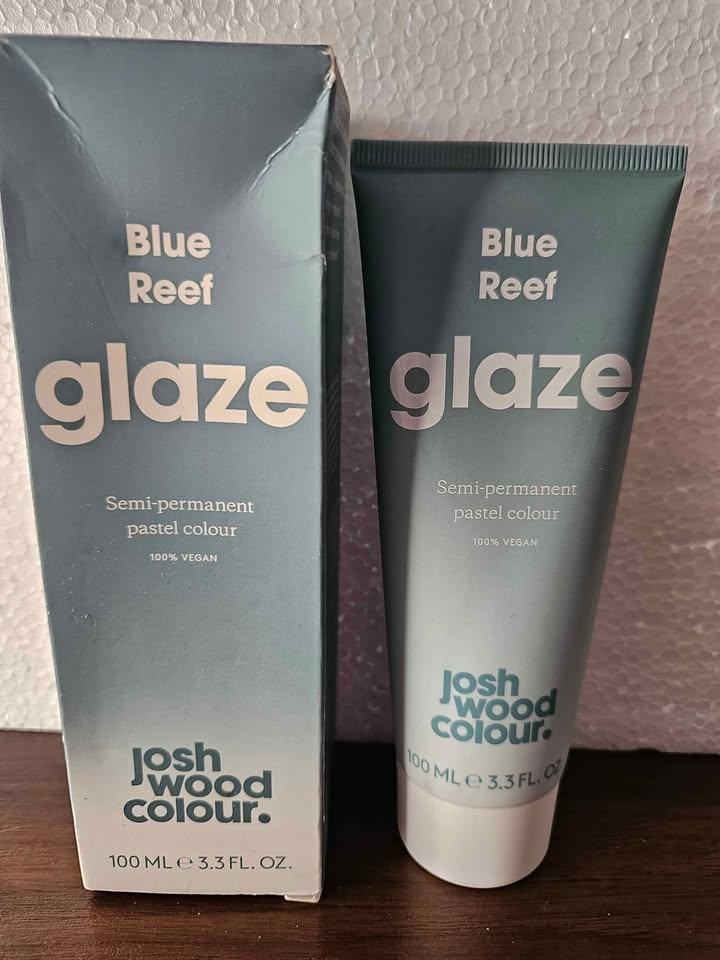 Blue
Reef
glaze
Semi-permanent
pastel colour
100% VEGAN
josh
wood
colour.
100 ML ℮ 3.3 FL. OZ.
Blue
Reef
glaze
Semi-permanent
pastel colour
100% VEGAN
josh
wood
colour.
100 ML ℮ 3.3 FL. OZ.